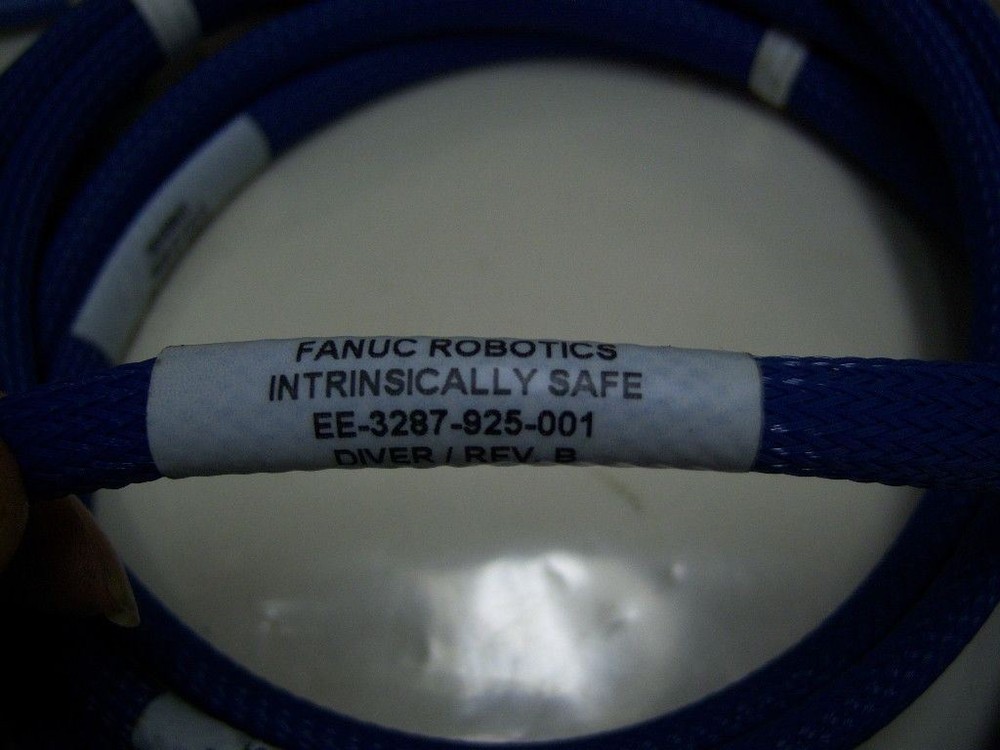 FANUC ROBOTICS
INTRINSICALLY SAFE
EE-3287-925-001
DIVER / REV. B